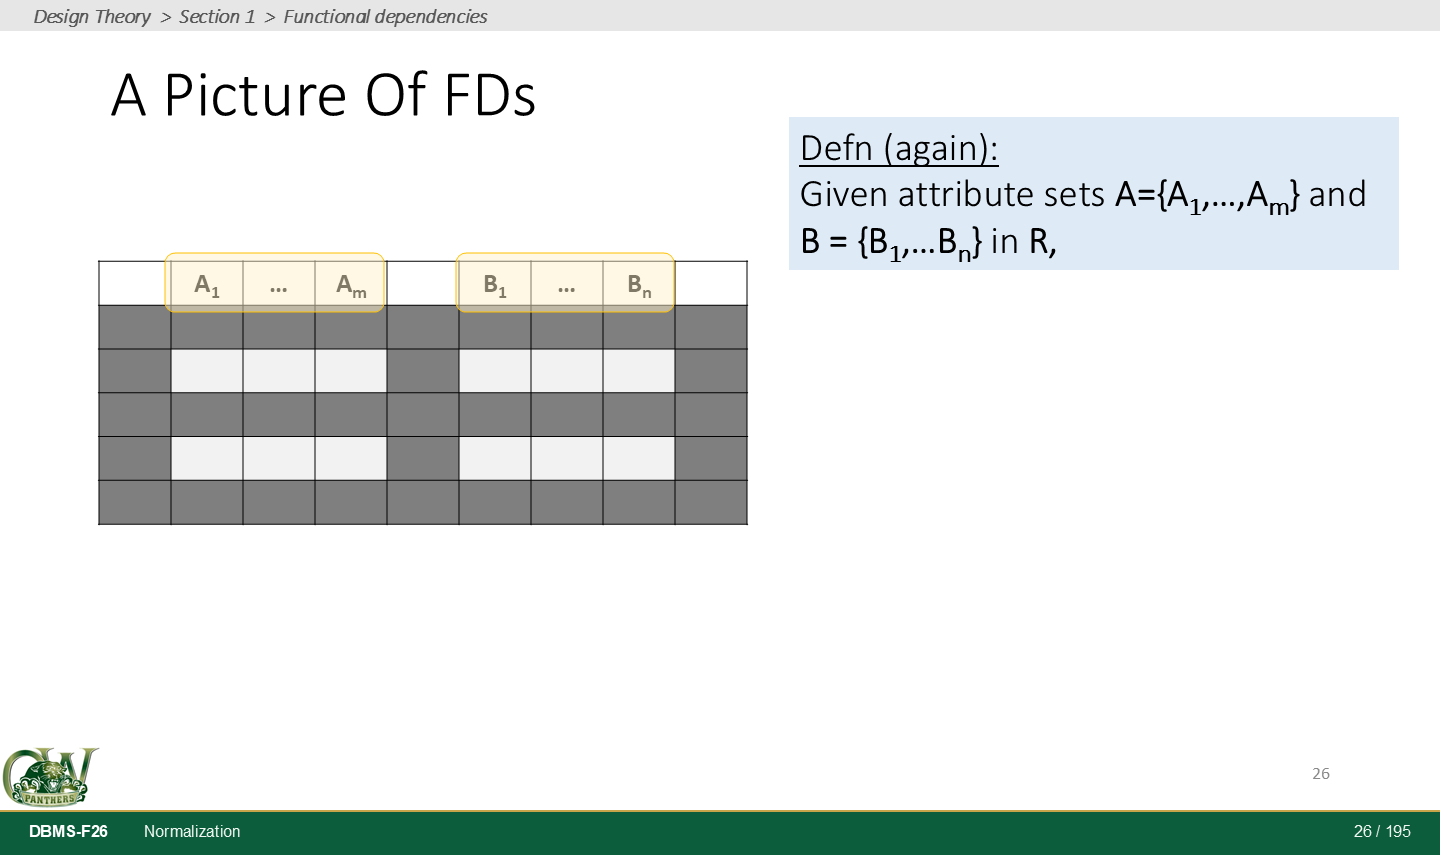 Design Theory > Section 1 > Functional dependencies
A Picture Of FDs
Defn (again):
Given attribute sets A={A1,…,Am} and
B = {B1,…Bn} in R,
A1 … Am B1 … Bn
CW
PANTHERS
26
DBMS-F26 Normalization 26 / 195